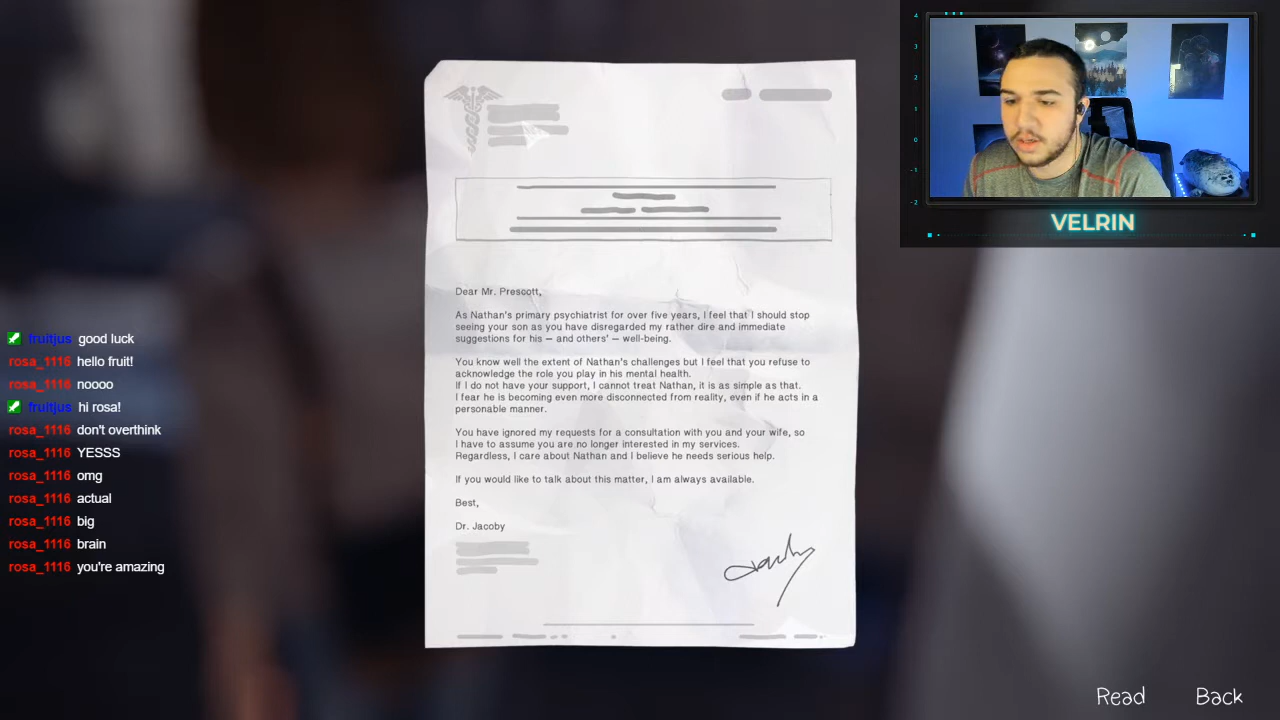 Dear Mr. Prescott,
As Nathan's primary psychiatrist for over five years, I feel that I should stop
seeing your son as you have disregarded my rather dire and immediate
suggestions for his — and others' — well-being.
You know well the extent of Nathan's challenges but I feel that you refuse to
acknowledge the role you play in his mental health.
If I do not have your support, I cannot treat Nathan, it is as simple as that.
I fear he is becoming even more disconnected from reality, even if he acts in a
personable manner.
You have ignored my requests for a consultation with you and your wife, so
I have to assume you are no longer interested in my services.
Regardless, I care about Nathan and I believe he needs serious help.
If you would like to talk about this matter, I am always available.
Best,
Dr. Jacoby
fruitjus good luck
rosa_1116 hello fruit!
rosa_1116 noooo
fruitjus hi rosa!
rosa_1116 don't overthink
rosa_1116 YESSS
rosa_1116 omg
rosa_1116 actual
rosa_1116 big
rosa_1116 brain
rosa_1116 you're amazing
4
3
2
1
0
-1
-2
VELRIN
Read Back